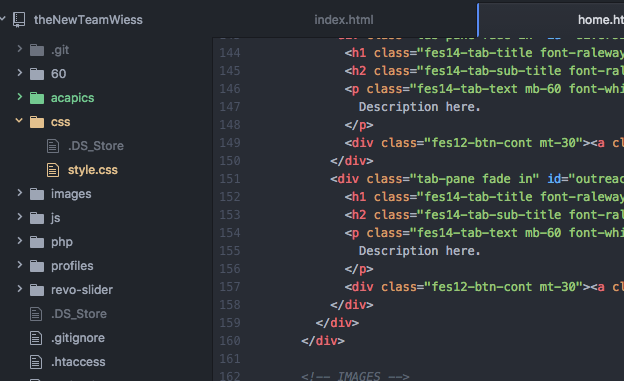 theNewTeamWiess
.git
60
acapics
css
.DS_Store
style.css
images
js
php
profiles
revo-slider
.DS_Store
.gitignore
.htaccess
index.html
home.ht
144 <h1 class="fes14-tab-title font-raleway
145 <h2 class="fes14-tab-sub-title font-ral
146 <p class="fes14-tab-text mb-60 font-whi
147 Description here.
148 </p>
149 <div class="fes12-btn-cont mt-30"><a cl
150 </div>
151 <div class="tab-pane fade in" id="outreac
152 <h1 class="fes14-tab-title font-raleway
153 <h2 class="fes14-tab-sub-title font-ral
154 <p class="fes14-tab-text mb-60 font-whi
155 Description here.
156 </p>
157 <div class="fes12-btn-cont mt-30"><a cl
158 </div>
159 </div>
160 </div>
161
162 <!-- IMAGES -->